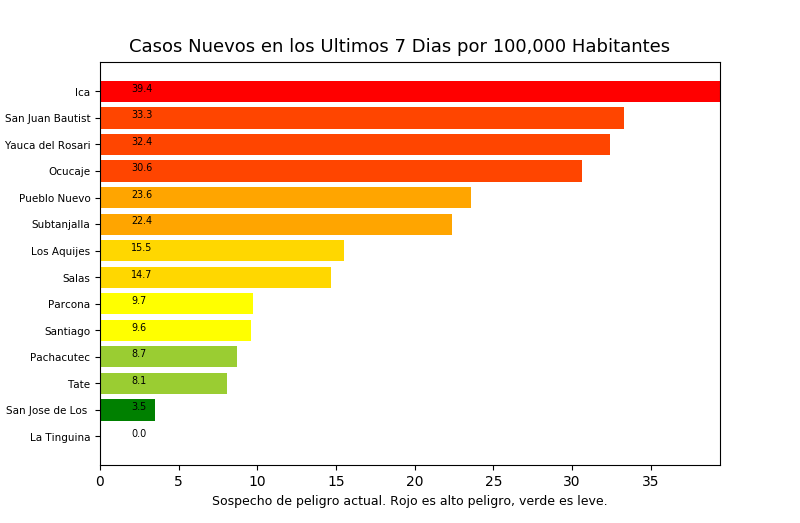 Casos Nuevos en los Ultimos 7 Dias por 100,000 Habitantes
Ica 39.4
San Juan Bautist 33.3
Yauca del Rosari 32.4
Ocucaje 30.6
Pueblo Nuevo 23.6
Subtanjalla 22.4
Los Aquijes 15.5
Salas 14.7
Parcona 9.7
Santiago 9.6
Pachacutec 8.7
Tate 8.1
San Jose de Los 3.5
La Tinguina 0.0
0 5 10 15 20 25 30 35
Sospecho de peligro actual. Rojo es alto peligro, verde es leve.